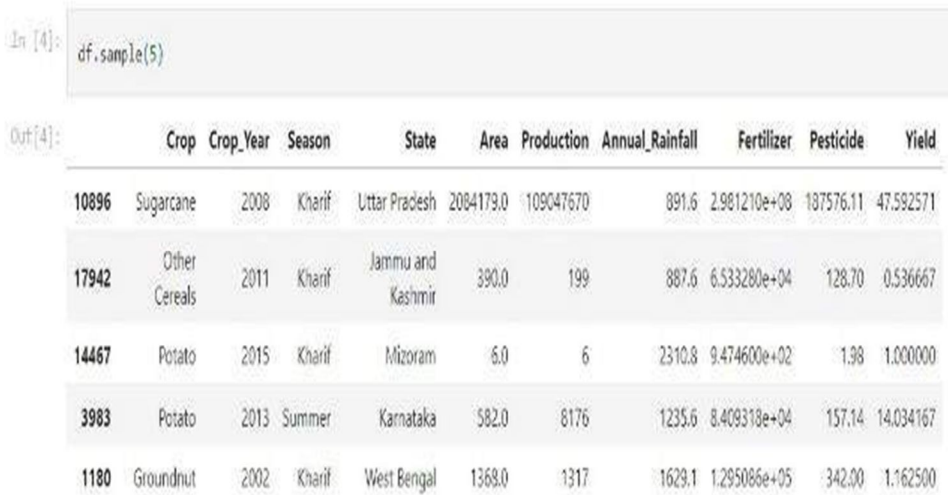 In [4]:
df.sample(5)
Out[4]:
Crop Crop_Year Season State Area Production Annual_Rainfall Fertilizer Pesticide Yield
10896 Sugarcane 2008 Kharif Uttar Pradesh 2084179.0 109047670 891.6 2.981210e+08 187576.11 47.592571
17942 Other Cereals 2011 Kharif Jammu and Kashmir 390.0 199 887.6 6.533280e+04 128.70 0.536667
14467 Potato 2015 Kharif Mizoram 6.0 6 2310.8 9.474600e+02 1.98 1.000000
3983 Potato 2013 Summer Karnataka 582.0 8176 1235.6 8.409318e+04 157.14 14.034167
1180 Groundnut 2002 Kharif West Bengal 1368.0 1317 1629.1 1.295086e+05 342.00 1.162500